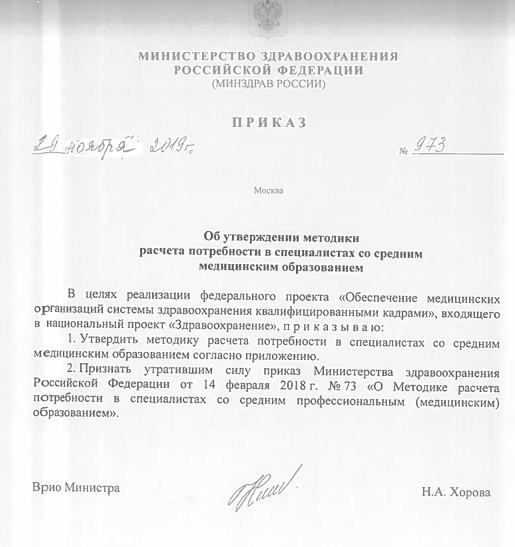 МИНИСТЕРСТВО ЗДРАВООХРАНЕНИЯ
РОССИЙСКОЙ ФЕДЕРАЦИИ
(МИНЗДРАВ РОССИИ)
ПРИКАЗ
29 ноября 2019г. № 973
Москва
Об утверждении методики
расчета потребности в специалистах со средним
медицинским образованием
В целях реализации федерального проекта «Обеспечение медицинских
организаций системы здравоохранения квалифицированными кадрами», входящего
в национальный проект «Здравоохранение», п р и к а з ы в а ю:
1. Утвердить методику расчета потребности в специалистах со средним
медицинским образованием согласно приложению.
2. Признать утратившим силу приказ Министерства здравоохранения
Российской Федерации от 14 февраля 2018 г. № 73 «О Методике расчета
потребности в специалистах со средним профессиональным (медицинским)
образованием».
Врио Министра Н.А. Хорова